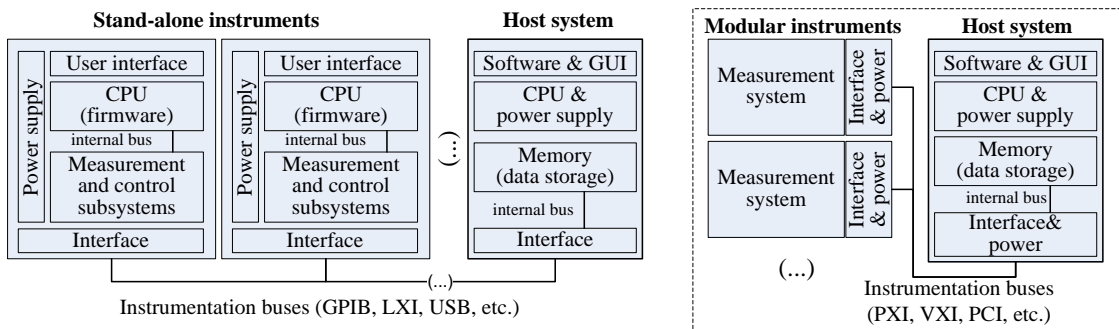 Stand-alone instruments
Power supply
User interface
CPU
(firmware)
internal bus
Measurement
and control
subsystems
Interface
Power supply
User interface
CPU
(firmware)
internal bus
Measurement
and control
subsystems
Interface
(...)
Host system
Software & GUI
CPU &
power supply
Memory
(data storage)
internal bus
Interface
(...)
Instrumentation buses (GPIB, LXI, USB, etc.)
Modular instruments
Measurement
system
Interface
& power
Measurement
system
Interface
& power
(...)
Host system
Software & GUI
CPU &
power supply
Memory
(data storage)
internal bus
Interface&
power
Instrumentation buses
(PXI, VXI, PCI, etc.)